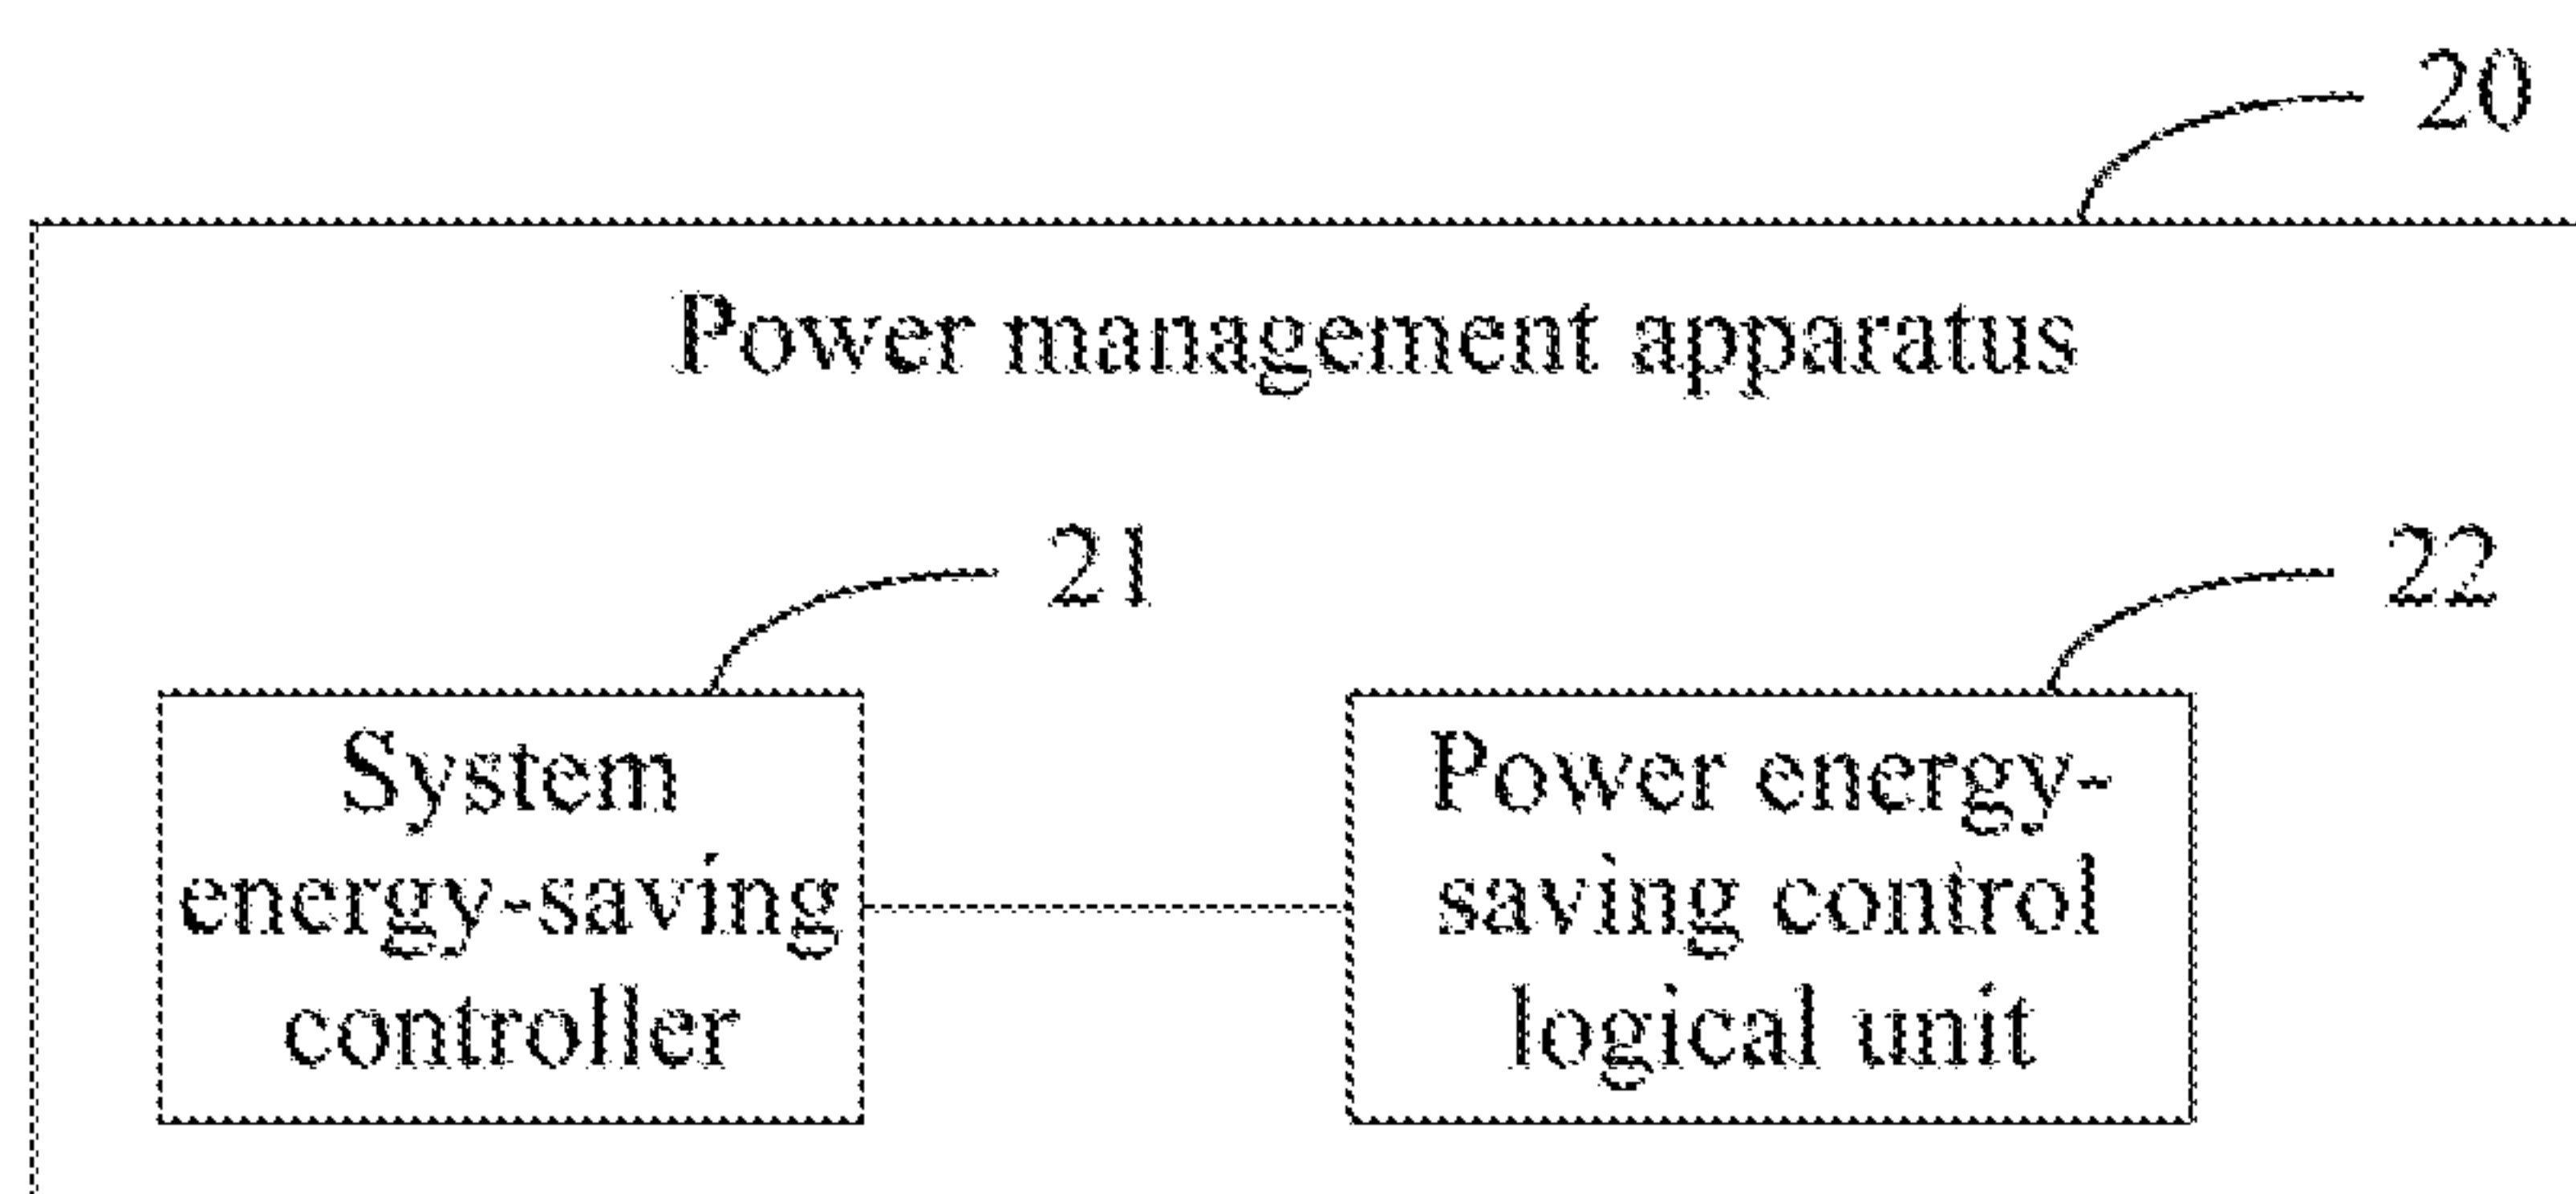 20
Power management apparatus
21
22
System
energy-saving
controller
Power energy-
saving control
logical unit